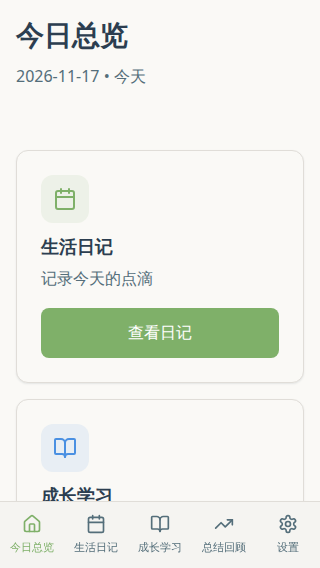 今日总览
2026-11-17 • 今天
生活日记
记录今天的点滴
查看日记
成长学习
今日总览
生活日记
成长学习
总结回顾
设置